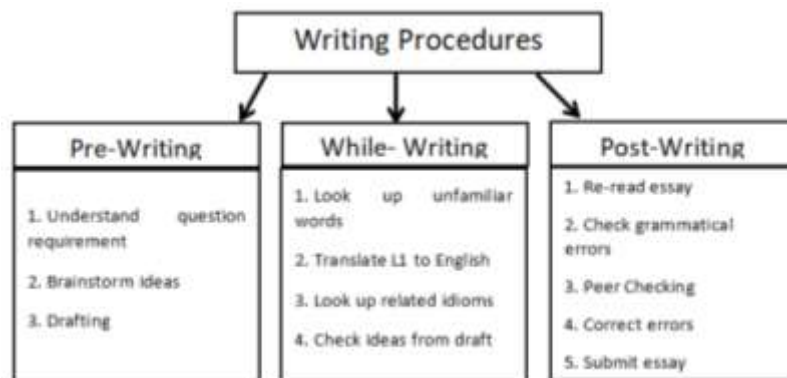 Writing Procedures
Pre-Writing
1. Understand question
requirement
2. Brainstorm ideas
3. Drafting
While- Writing
1. Look up unfamiliar
words
2. Translate L1 to English
3. Look up related idioms
4. Check ideas from draft
Post-Writing
1. Re-read essay
2. Check grammatical
errors
3. Peer Checking
4. Correct errors
5. Submit essay